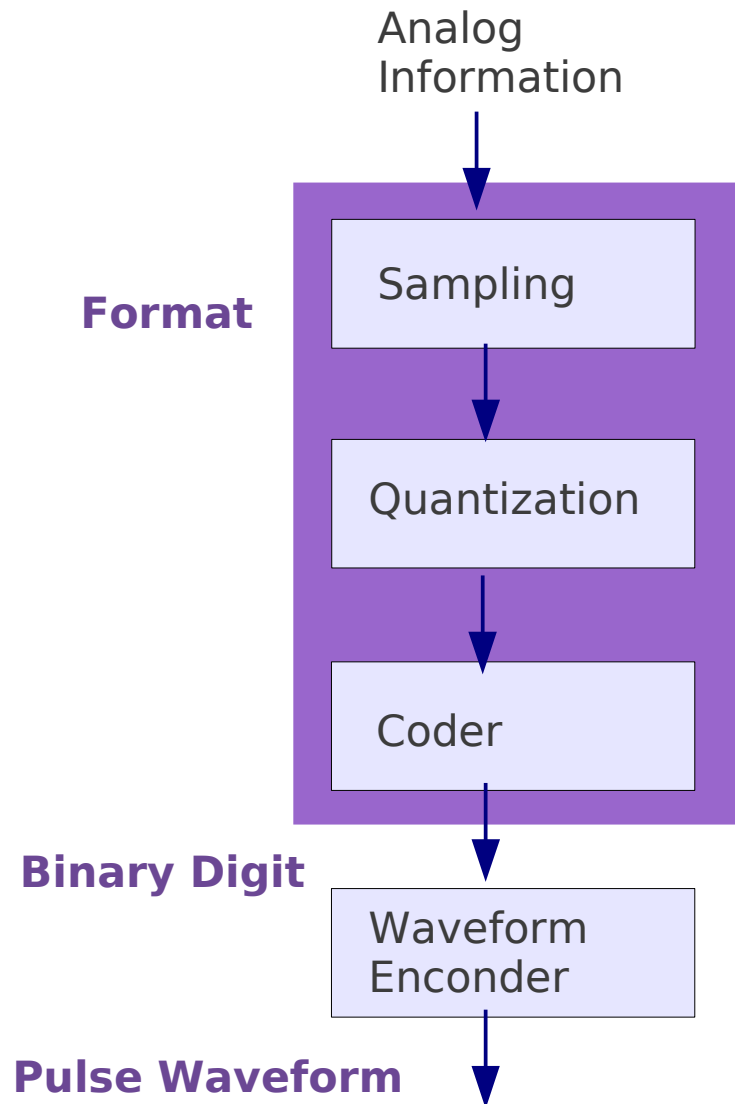 Analog
Information
Sampling
Format
Quantization
Coder
Binary Digit
Waveform
Enconder
Pulse Waveform